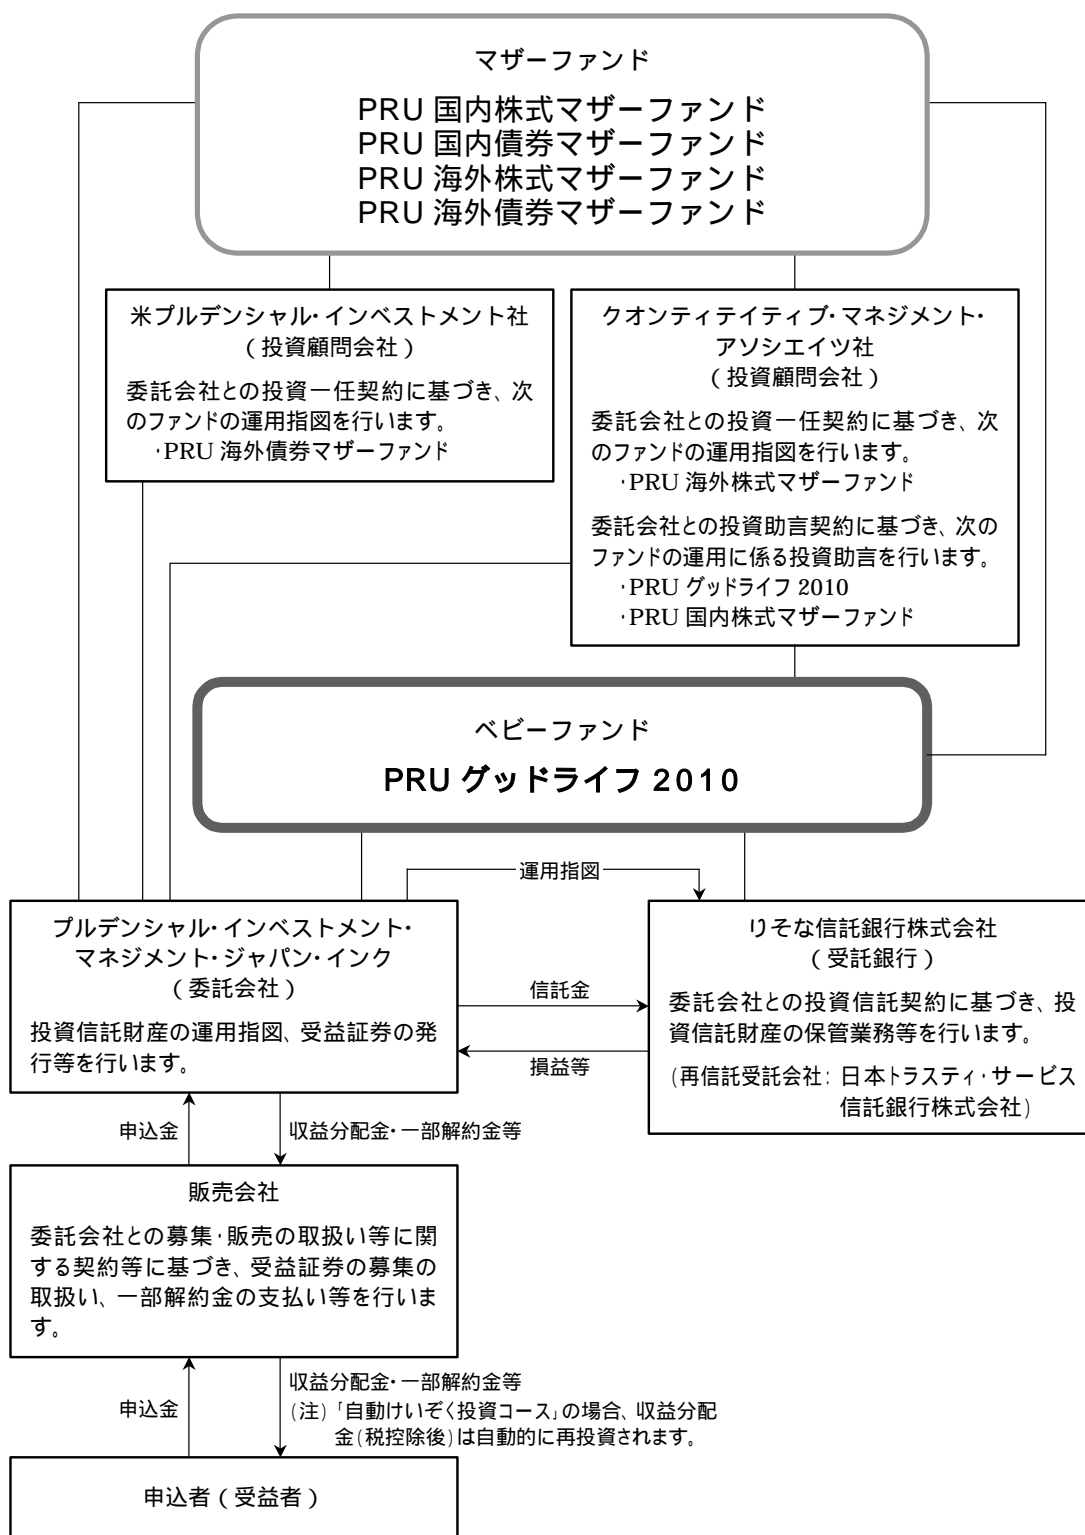 マザーファンド
PRU 国内株式マザーファンド
PRU 国内債券マザーファンド
PRU 海外株式マザーファンド
PRU 海外債券マザーファンド
米プルデンシャル・インベストメント社
(投資顧問会社)
委託会社との投資一任契約に基づき、次
のファンドの運用指図を行います。
・PRU 海外債券マザーファンド
クオンティテイティブ・マネジメント・
アソシエイツ社
(投資顧問会社)
委託会社との投資一任契約に基づき、次
のファンドの運用指図を行います。
・PRU 海外株式マザーファンド
委託会社との投資助言契約に基づき、次の
ファンドの運用に係る投資助言を行います。
・PRU グッドライフ 2010
・PRU 国内株式マザーファンド
ベビーファンド
PRU グッドライフ 2010
運用指図
プルデンシャル・インベストメント・
マネジメント・ジャパン・インク
(委託会社)
投資信託財産の運用指図、受益証券の発
行等を行います。
信託金
損益等
りそな信託銀行株式会社
(受託銀行)
委託会社との投資信託契約に基づき、投
資信託財産の保管業務等を行います。
(再信託受託会社: 日本トラスティ・サービス
信託銀行株式会社)
申込金
収益分配金・一部解約金等
販売会社
委託会社との募集・販売の取扱い等に関
する契約等に基づき、受益証券の募集の
取扱い、一部解約金の支払い等を行いま
す。
申込金
収益分配金・一部解約金等
(注)「自動けいぞく投資コース」の場合、収益分配
金(税控除後)は自動的に再投資されます。
申込者(受益者)